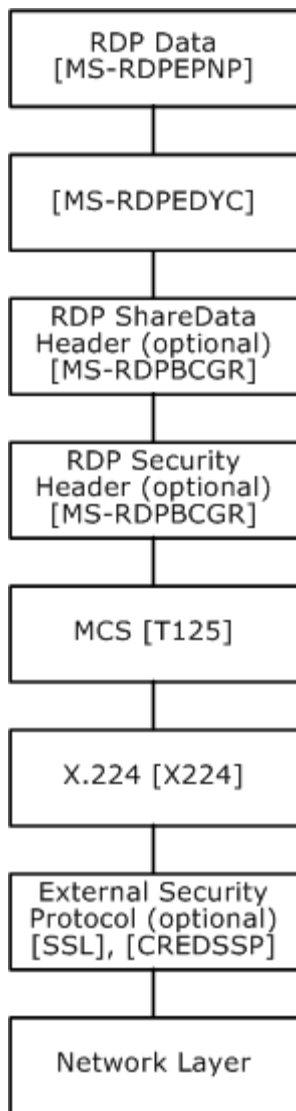 RDP Data
[MS-RDPEPNP]
[MS-RDPEDYC]
RDP ShareData
Header (optional)
[MS-RDPBCGR]
RDP Security
Header (optional)
[MS-RDPBCGR]
MCS [T125]
X.224 [X224]
External Security
Protocol (optional)
[SSL], [CREDSSP]
Network Layer